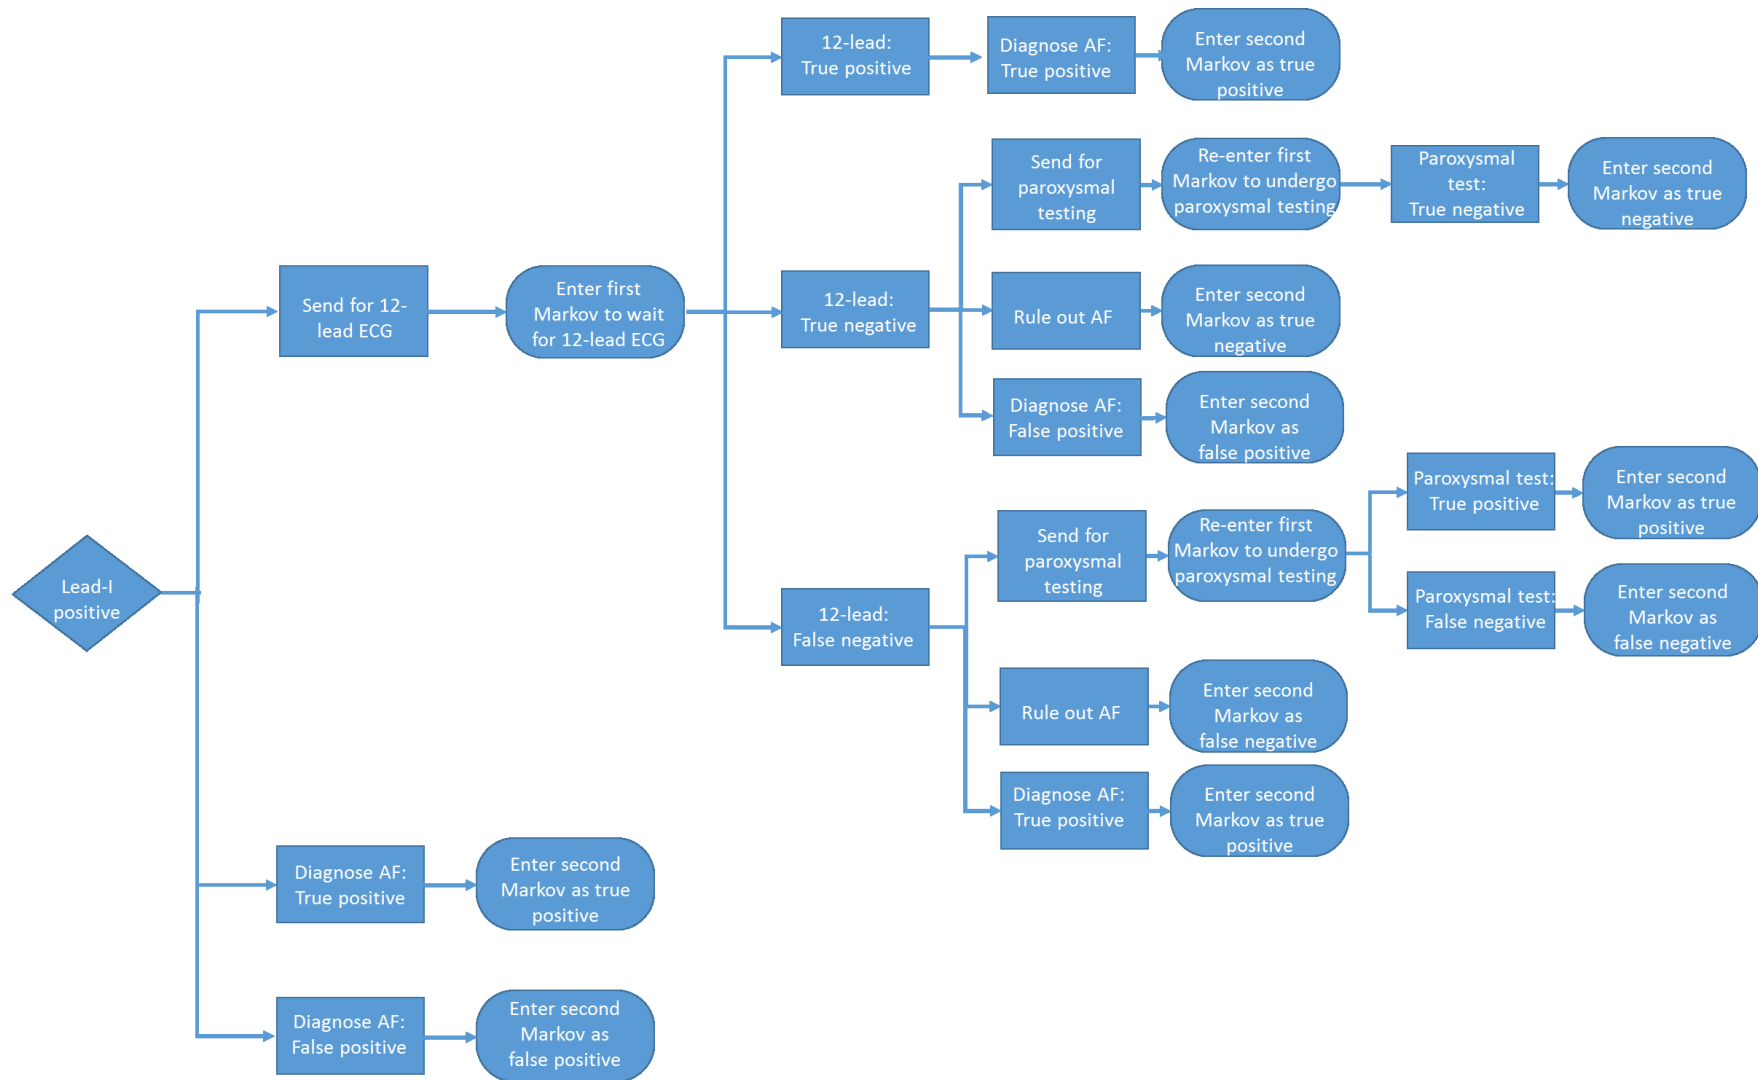 12-lead:
True positive
Diagnose AF:
True positive
Enter second
Markov as true
positive
Send for
paroxysmal
testing
Re-enter first
Markov to undergo
paroxysmal testing
Paroxysmal
test:
True negative
Enter second
Markov as true
negative
Send for 12-
lead ECG
Enter first
Markov to wait
for 12-lead ECG
12-lead:
True negative
Rule out AF
Enter second
Markov as true
negative
Diagnose AF:
False positive
Enter second
Markov as
false positive
Lead-I
positive
12-lead:
False negative
Send for
paroxysmal
testing
Re-enter first
Markov to undergo
paroxysmal testing
Paroxysmal test:
True positive
Enter second
Markov as true
positive
Paroxysmal test:
False negative
Enter second
Markov as
false negative
Rule out AF
Enter second
Markov as
false negative
Diagnose AF:
True positive
Enter second
Markov as true
positive
Diagnose AF:
True positive
Enter second
Markov as true
positive
Diagnose AF:
False positive
Enter second
Markov as
false positive